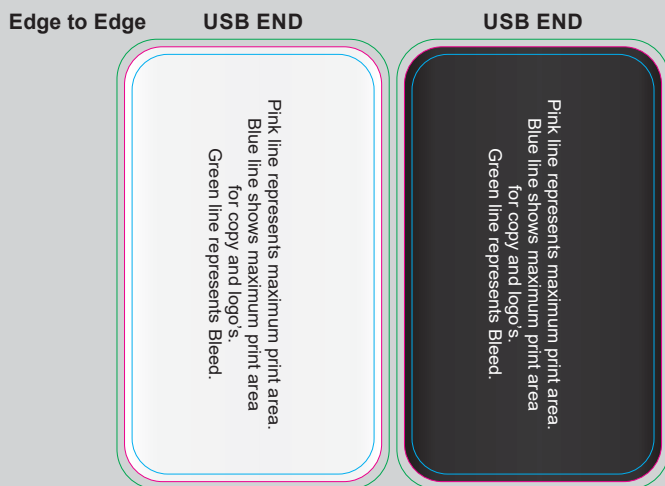 Edge to Edge
USB END
USB END
Pink line represents maximum print area.
Blue line shows maximum print area
for copy and logo's.
Green line represents Bleed.
Pink line represents maximum print area.
Blue line shows maximum print area
for copy and logo's.
Green line represents Bleed.